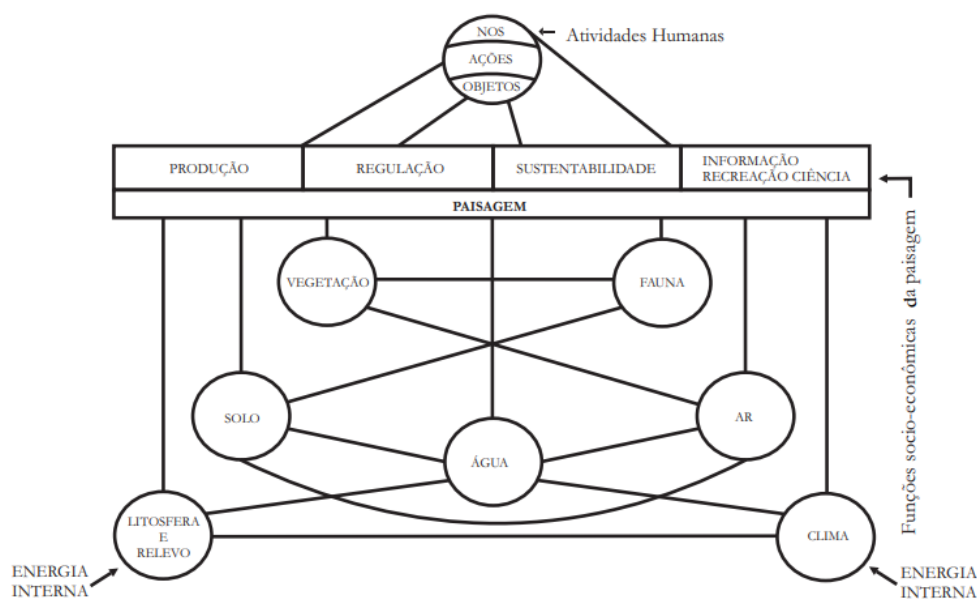 NOS
Atividades Humanas
AÇÕES
OBJETOS
PRODUÇÃO
REGULAÇÃO
SUSTENTABILIDADE
INFORMAÇÃO
RECREAÇÃO CIÊNCIA
PAISAGEM
VEGETAÇÃO
FAUNA
SOLO
AR
ÁGUA
LITOSFERA
E
RELEVO
CLIMA
ENERGIA
INTERNA
ENERGIA
INTERNA
Funções socio-econômicas da paisagem